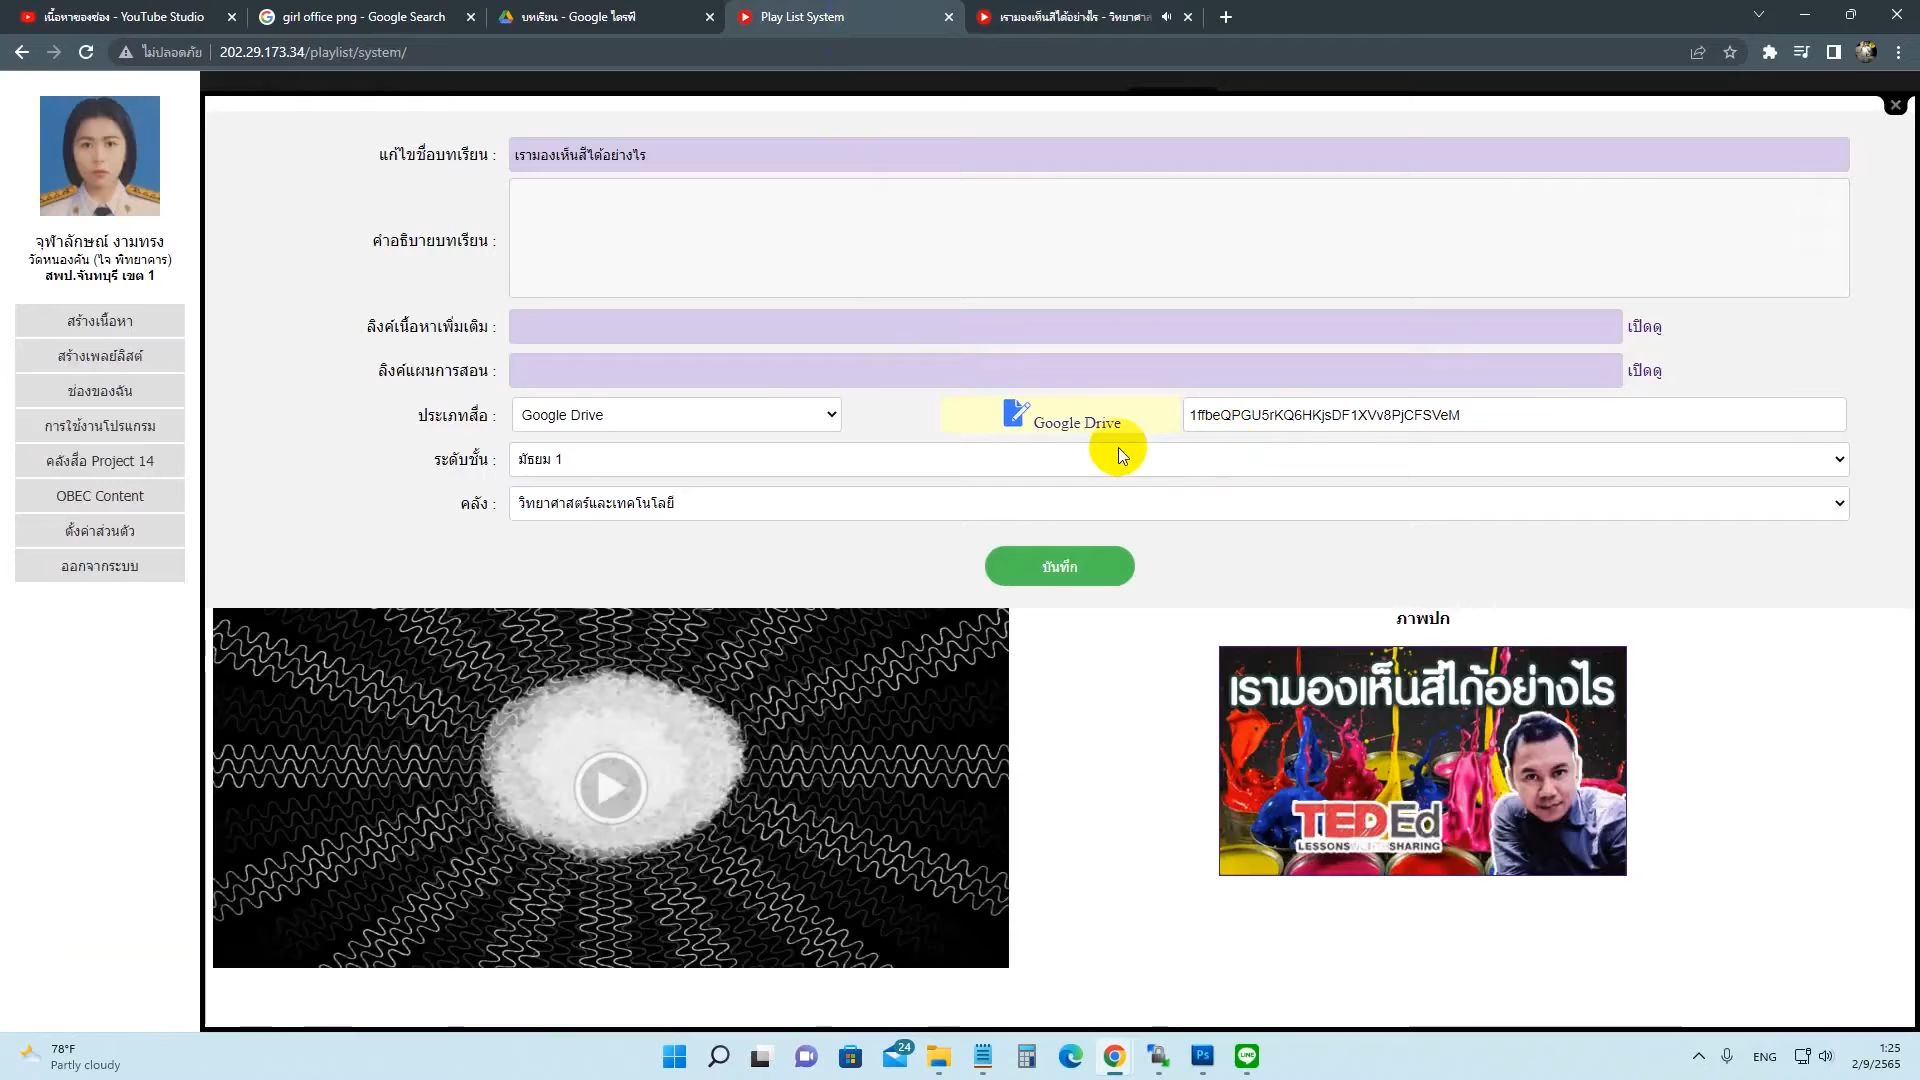 เนื้อหาของช่อง - YouTube Studio
girl office png - Google Search
บทเรียน - Google ไดรฟ์
Play List System
เรามองเห็นสีได้อย่างไร - วิทยาศาส
ไม่ปลอดภัย
202.29.173.34/playlist/system/
จุฬาลักษณ์ งามทรง
วัดหนองคัน (ไจ พิทยาคาร)
สพป.จันทบุรี เขต 1
สร้างเนื้อหา
สร้างเพลย์ลิสต์
ช่องของฉัน
การใช้งานโปรแกรม
คลังสื่อ Project 14
OBEC Content
ตั้งค่าส่วนตัว
ออกจากระบบ
แก้ไขชื่อบทเรียน :
เรามองเห็นสีได้อย่างไร
คำอธิบายบทเรียน :
ลิงค์เนื้อหาเพิ่มเติม :
เปิดดู
ลิงค์แผนการสอน :
เปิดดู
ประเภทสื่อ :
Google Drive
Google Drive
1ffbeQPGU5rKQ6HKjsDF1XVv8PjCFSVeM
ระดับชั้น :
มัธยม 1
คลัง :
วิทยาศาสตร์และเทคโนโลยี
บันทึก
ภาพปก
เรามองเห็นสีได้อย่างไร
TED Ed
LESSONS WORTH SHARING
78°F
Partly cloudy
24
Ps
LINE
ENG
1:25
2/9/2565